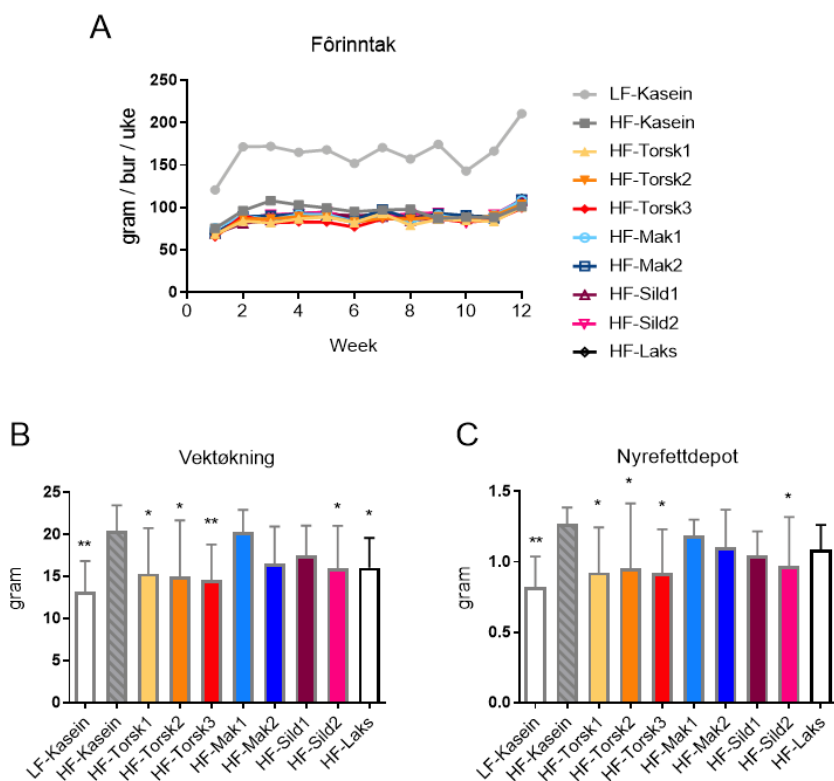 A
Fôrinntak
250
200
150
100
50
0
gram / bur / uke
0 2 4 6 8 10 12
Week
LF-Kasein
HF-Kasein
HF-Torsk1
HF-Torsk2
HF-Torsk3
HF-Mak1
HF-Mak2
HF-Sild1
HF-Sild2
HF-Laks
B
Vektøkning
25
20
15
10
5
0
gram
** * * ** * *
LF-Kasein
HF-Kasein
HF-Torsk1
HF-Torsk2
HF-Torsk3
HF-Mak1
HF-Mak2
HF-Sild1
HF-Sild2
HF-Laks
C
Nyrefettdepot
1.5
1.0
0.5
0.0
gram
** * * * *
LF-Kasein
HF-Kasein
HF-Torsk1
HF-Torsk2
HF-Torsk3
HF-Mak1
HF-Mak2
HF-Sild1
HF-Sild2
HF-Laks